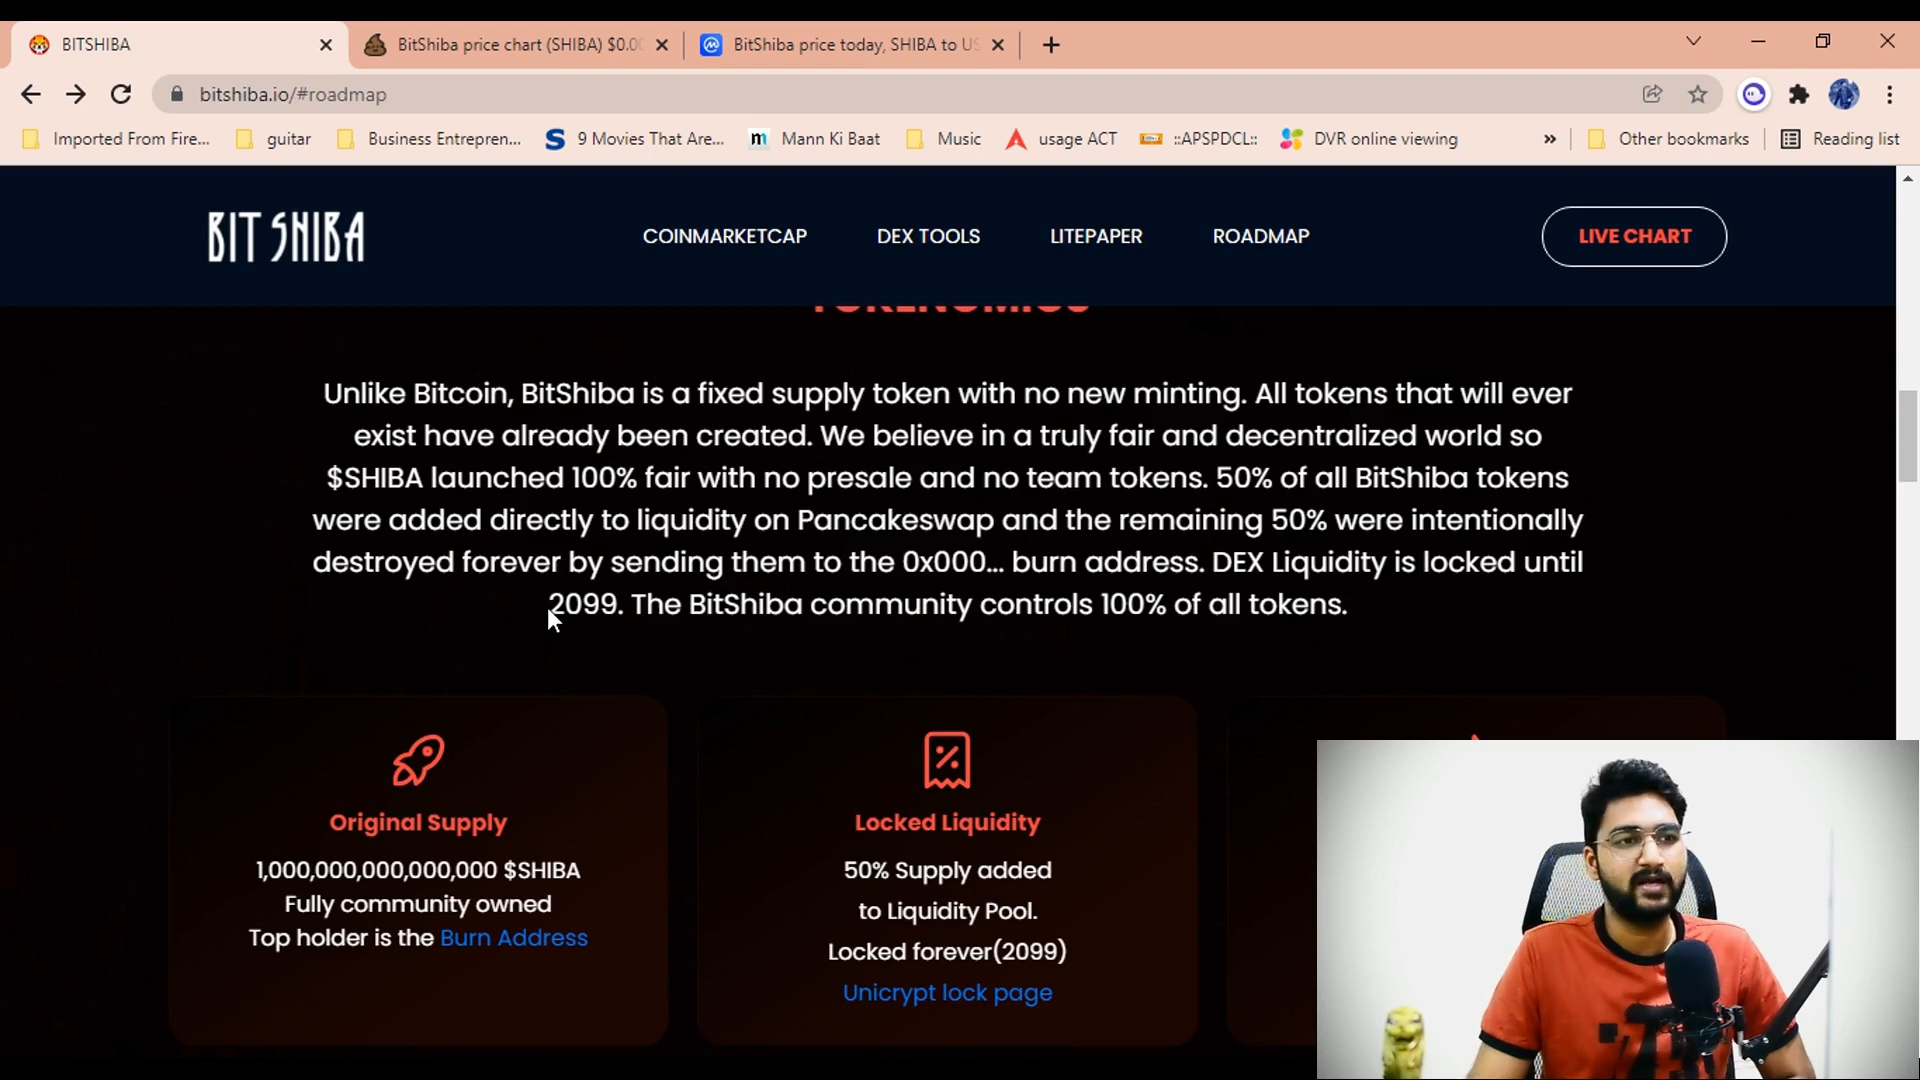 BITSHIBA
BitShiba price chart (SHIBA) $0.00
BitShiba price today, SHIBA to US
bitshiba.io/#roadmap
Imported From Fire...
guitar
Business Entrepren...
9 Movies That Are...
Mann Ki Baat
Music
usage ACT
::APSPDCL::
DVR online viewing
»
Other bookmarks
Reading list
BIT SHIBA
COINMARKETCAP
DEX TOOLS
LITEPAPER
ROADMAP
LIVE CHART
TOKENOMICS
Unlike Bitcoin, BitShiba is a fixed supply token with no new minting. All tokens that will ever
exist have already been created. We believe in a truly fair and decentralized world so
$SHIBA launched 100% fair with no presale and no team tokens. 50% of all BitShiba tokens
were added directly to liquidity on Pancakeswap and the remaining 50% were intentionally
destroyed forever by sending them to the 0x000... burn address. DEX Liquidity is locked until
2099. The BitShiba community controls 100% of all tokens.
Original Supply
1,000,000,000,000,000 $SHIBA
Fully community owned
Top holder is the Burn Address
Locked Liquidity
50% Supply added
to Liquidity Pool.
Locked forever(2099)
Unicrypt lock page